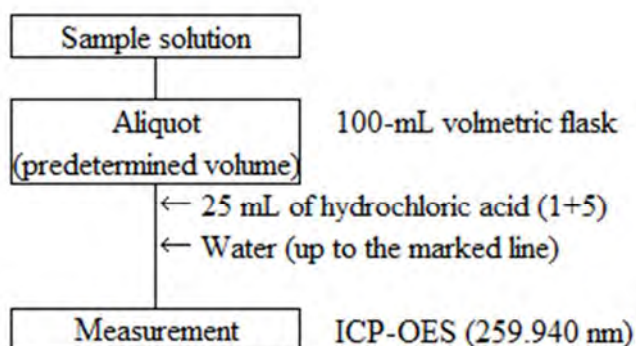 Sample solution
Aliquot
(predetermined volume)
100-mL volmetric flask
← 25 mL of hydrochloric acid (1+5)
← Water (up to the marked line)
Measurement
ICP-OES (259.940 nm)